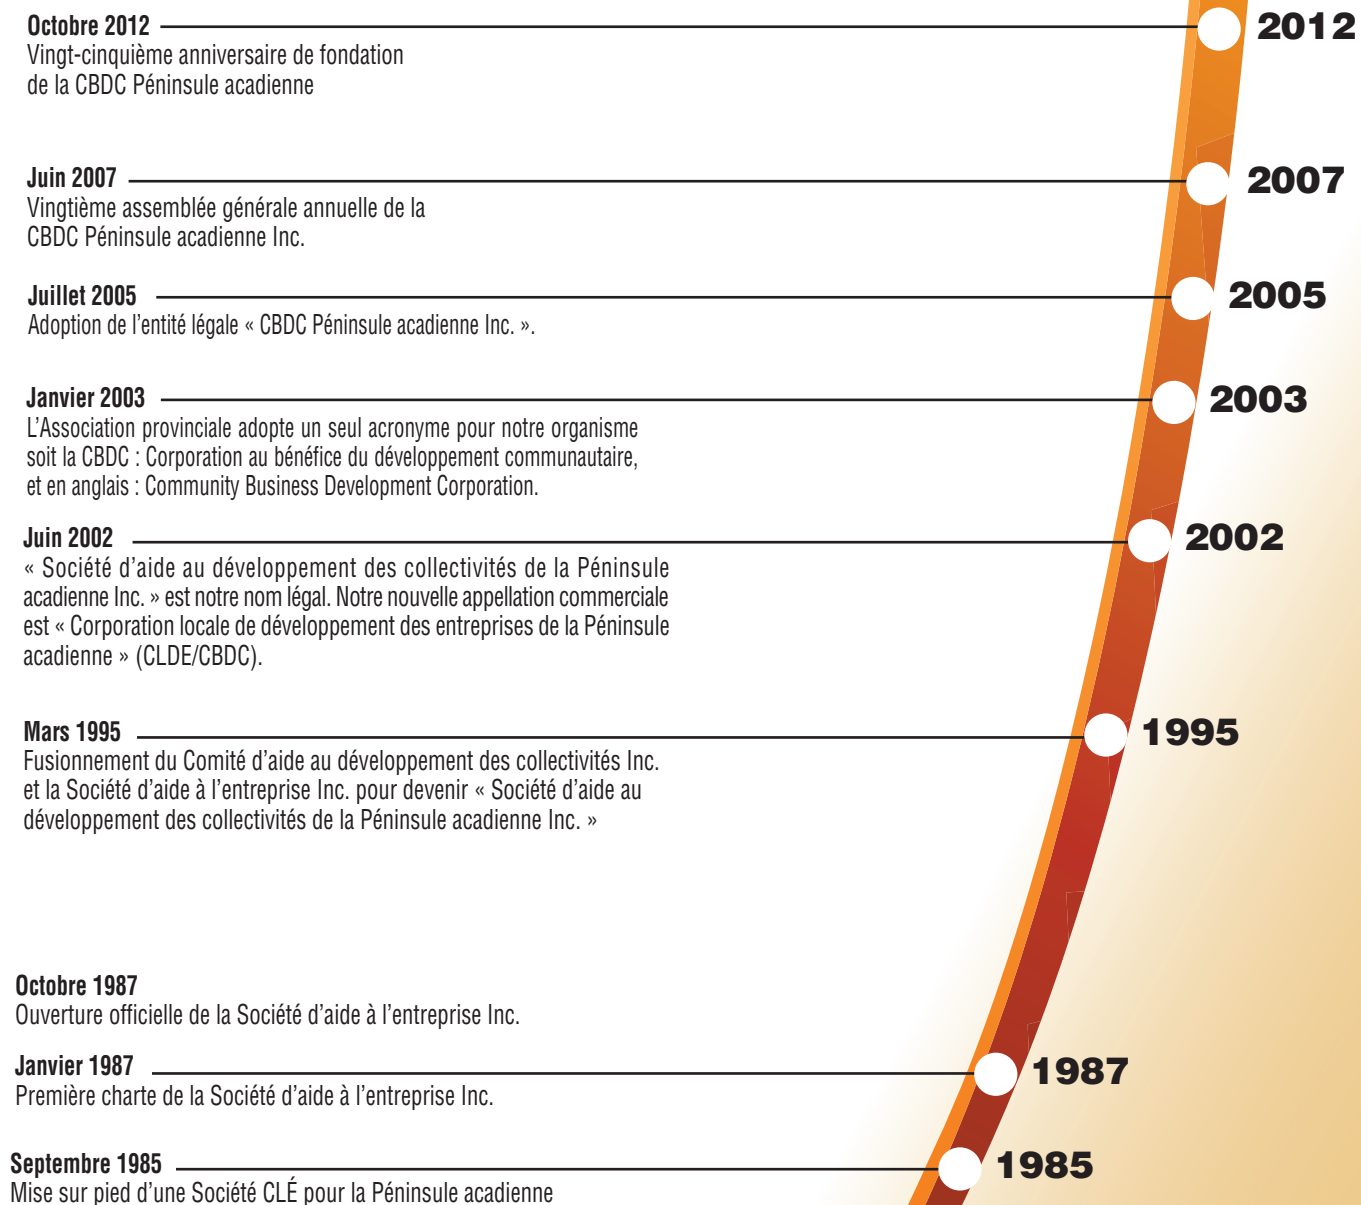 Octobre 2012
2012
Vingt-cinquième anniversaire de fondation
de la CBDC Péninsule acadienne
Juin 2007
2007
Vingtième assemblée générale annuelle de la
CBDC Péninsule acadienne Inc.
Juillet 2005
2005
Adoption de l’entité légale « CBDC Péninsule acadienne Inc. ».
Janvier 2003
2003
L’Association provinciale adopte un seul acronyme pour notre organisme
soit la CBDC : Corporation au bénéfice du développement communautaire,
et en anglais : Community Business Development Corporation.
Juin 2002
2002
« Société d’aide au développement des collectivités de la Péninsule
acadienne Inc. » est notre nom légal. Notre nouvelle appellation commerciale
est « Corporation locale de développement des entreprises de la Péninsule
acadienne » (CLDE/CBDC).
Mars 1995
1995
Fusionnement du Comité d’aide au développement des collectivités Inc.
et la Société d’aide à l’entreprise Inc. pour devenir « Société d’aide au
développement des collectivités de la Péninsule acadienne Inc. »
Octobre 1987
Ouverture officielle de la Société d’aide à l’entreprise Inc.
Janvier 1987
1987
Première charte de la Société d’aide à l’entreprise Inc.
Septembre 1985
1985
Mise sur pied d’une Société CLÉ pour la Péninsule acadienne